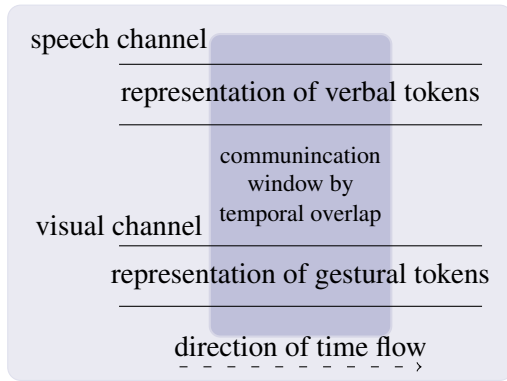 speech channel
representation of verbal tokens
communincation
window by
temporal overlap
visual channel
representation of gestural tokens
direction of time flow